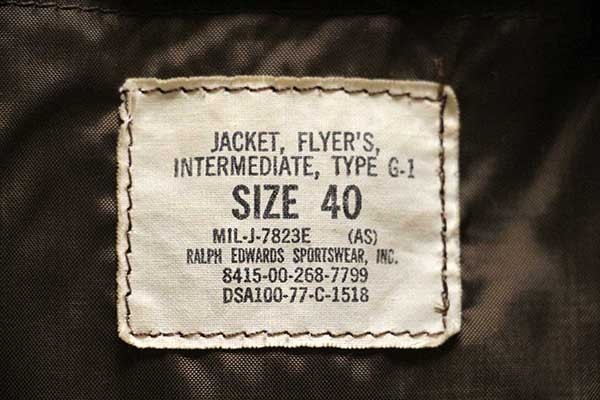 JACKET, FLYER'S,
INTERMEDIATE, TYPE G-1
SIZE 40
MIL-J-7823E (AS)
RALPH EDWARDS SPORTSWEAR, INC.
8415-00-268-7799
DSA100-77-C-1518